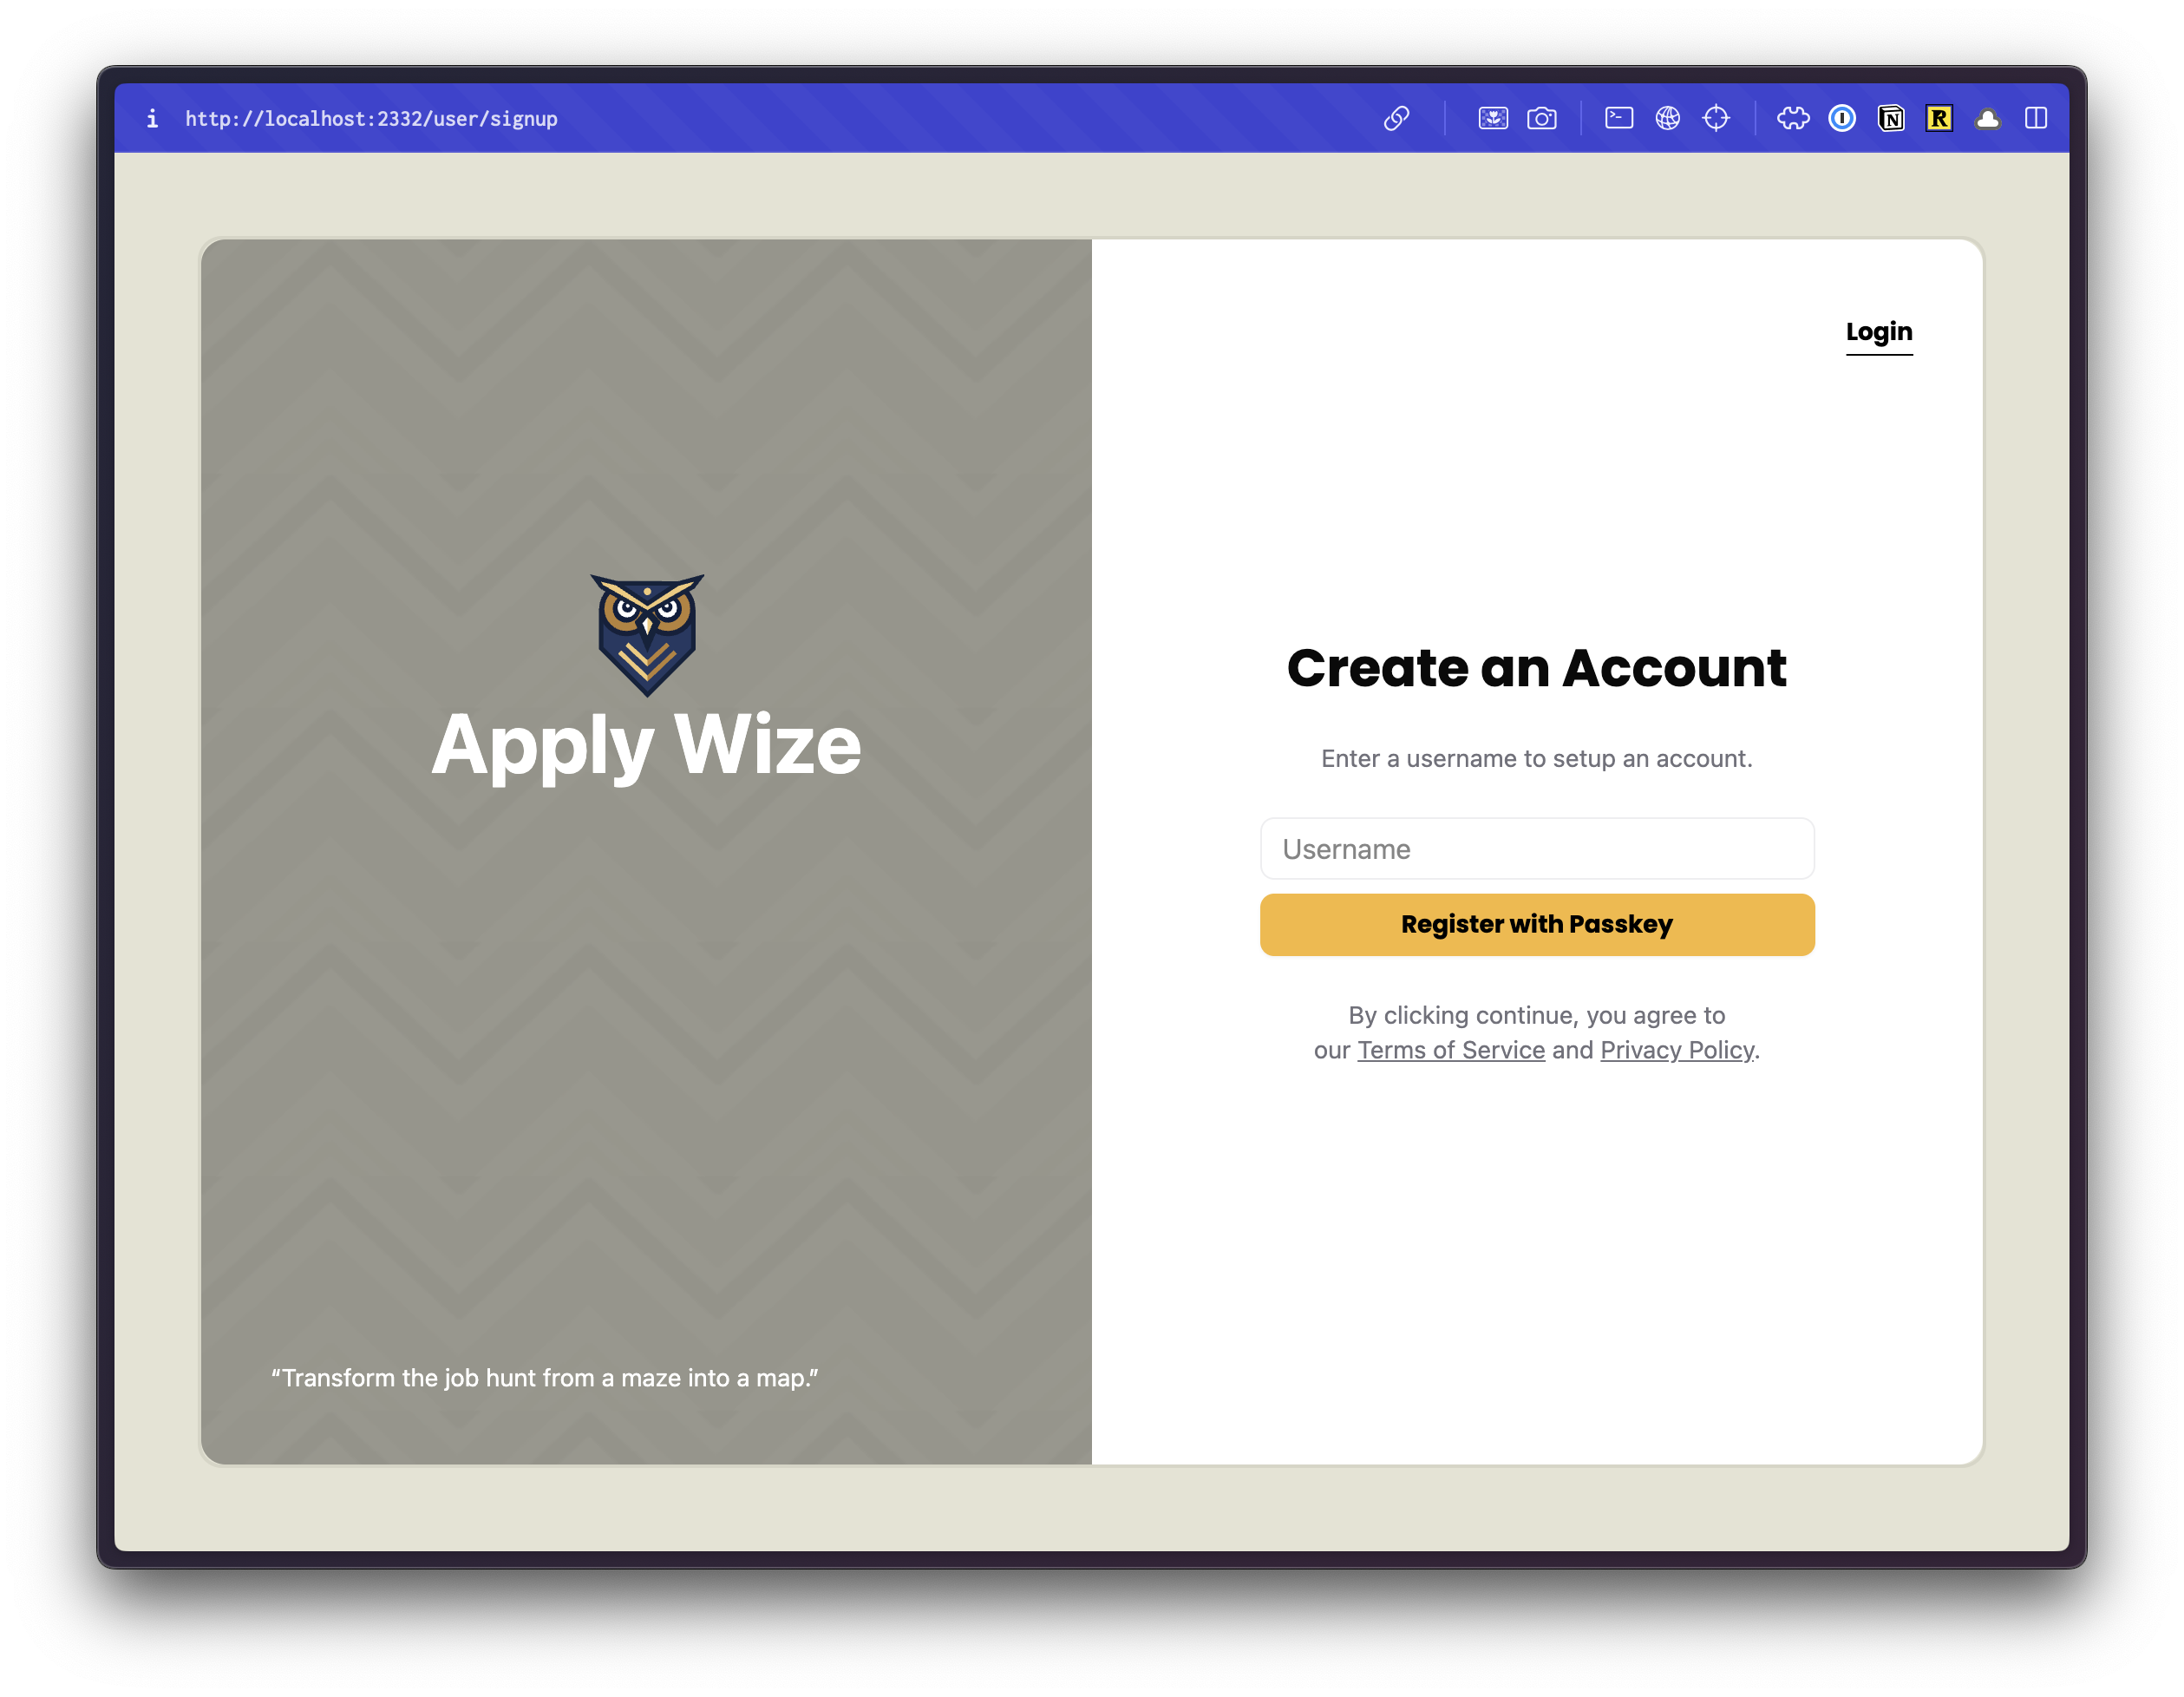 http://localhost:2332/user/signup
Apply Wize
“Transform the job hunt from a maze into a map.”
Login
Create an Account
Enter a username to setup an account.
Username
Register with Passkey
By clicking continue, you agree to
our Terms of Service and Privacy Policy.